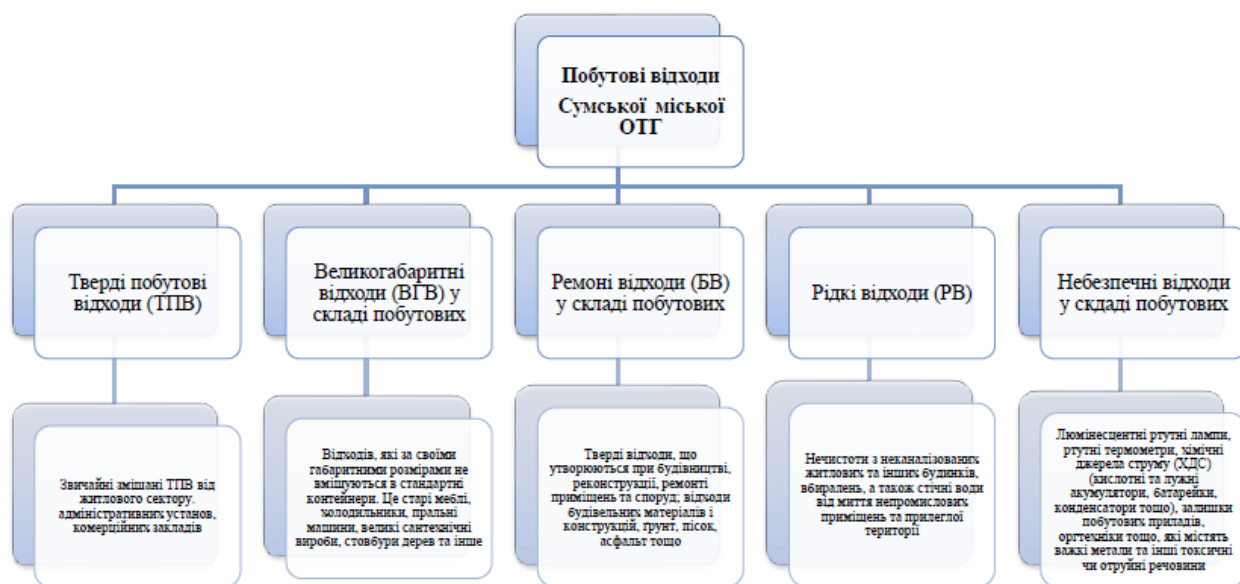 Побутові відходи
Сумської міської
ОТГ
Тверді побутові
відходи (ТПВ)
Великогабаритні
відходи (ВГВ) у
складі побутових
Ремоні відходи (БВ)
у складі побутових
Рідкі відходи (РВ)
Небезпечні відходи
у скдаді побутових
Звичайні змішані ТПВ від
житлового сектору.
адміністративних установ,
комерційних закладів
Відходів, які за своїми
габаритними розмірами не
вміщуються в стандартні
контейнери. Це старі меблі,
холодильники, пральні
машини, великі сантехнічні
вироби, стовбури дерев та інше
Тверді відходи, що
утворюються при будівництві,
реконструкції, ремонті
приміщень та споруд; відходи
будівельних матеріалів і
конструкцій, ґрунт, пісок,
асфальт тощо
Нечистоти з неканалізованих
житлових та інших будинків,
вбиралень, а також стічні води
від миття непромислових
приміщень та прилеглої
території
Люмінесцентні ртутні лампи,
ртутні термометри, хімічні
джерела струму (ХДС)
(кислотні та лужні
акумулятори, батарейки,
конденсатори тощо), залишки
побутових приладів,
оргтехніки тощо, які містять
важкі метали та інші токсичні
чи отруйні речовини